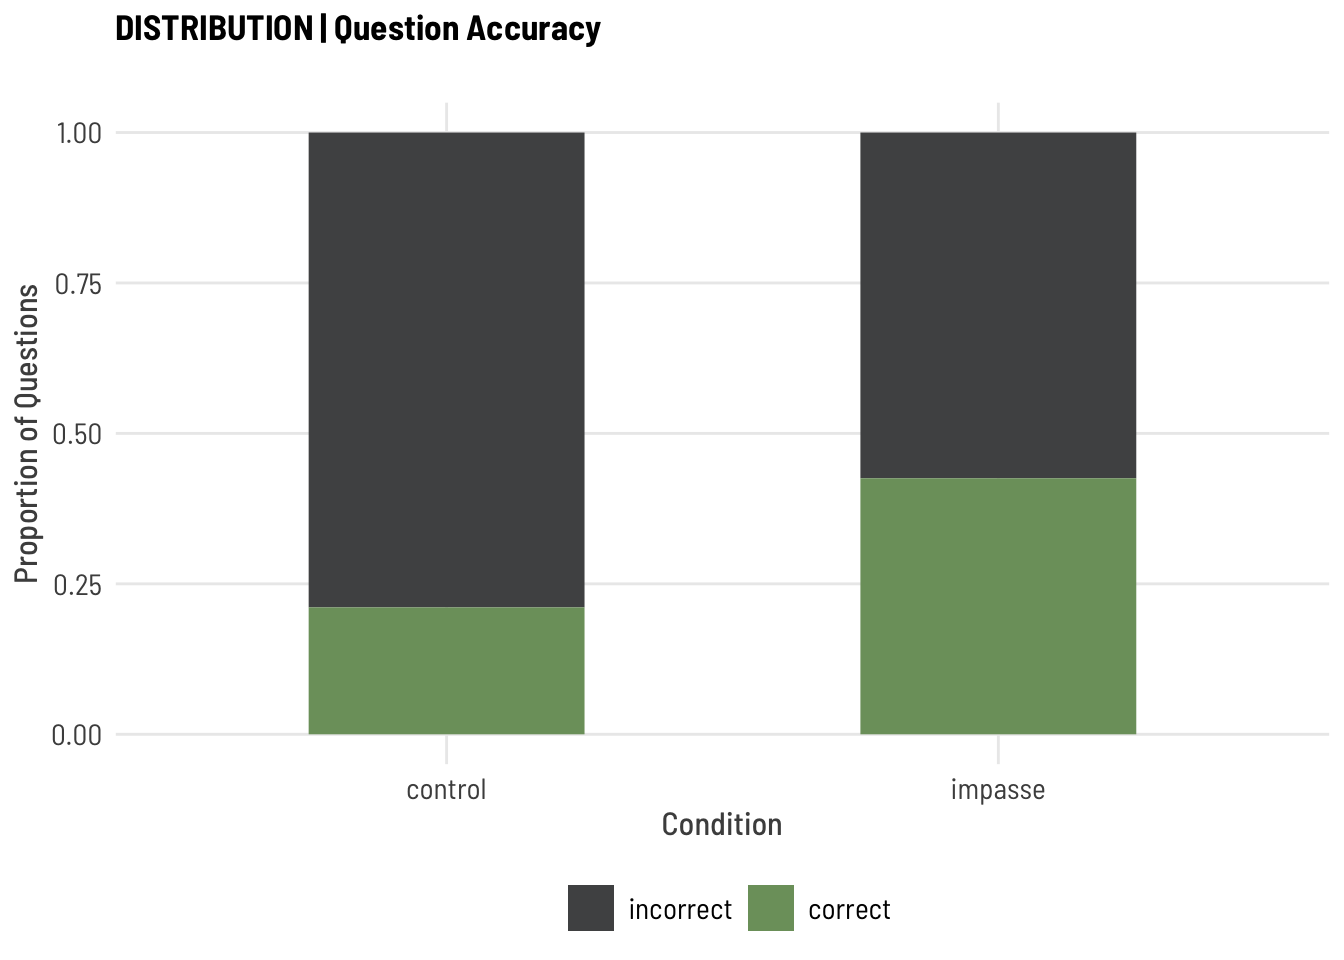 DISTRIBUTION | Question Accuracy
Proportion of Questions
1.00
0.75
0.50
0.25
0.00
control
impasse
Condition
incorrect
correct